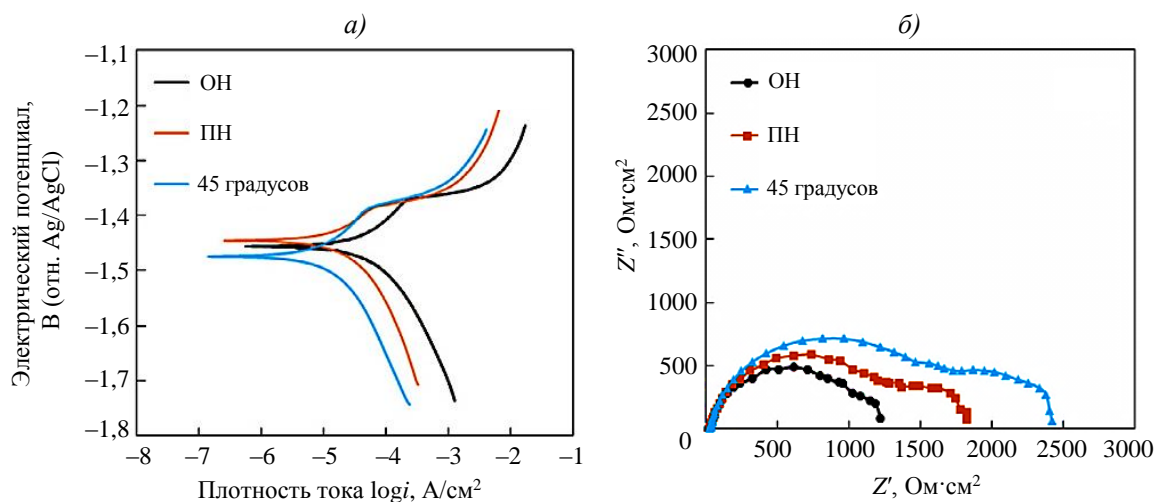 а)
–1,1
–1,2
–1,3
–1,4
–1,5
–1,6
–1,7
–1,8
ОН
ПН
45 градусов
–8
–7
–6
–5
–4
–3
–2
–1
Электрический потенциал,
В (отн. Ag/AgCl)
Плотность тока logi, А/см²
б)
3000
2500
2000
1500
1000
500
0
ОН
ПН
45 градусов
500
1000
1500
2000
2500
3000
Z″, Ом·см²
Z′, Ом·см²